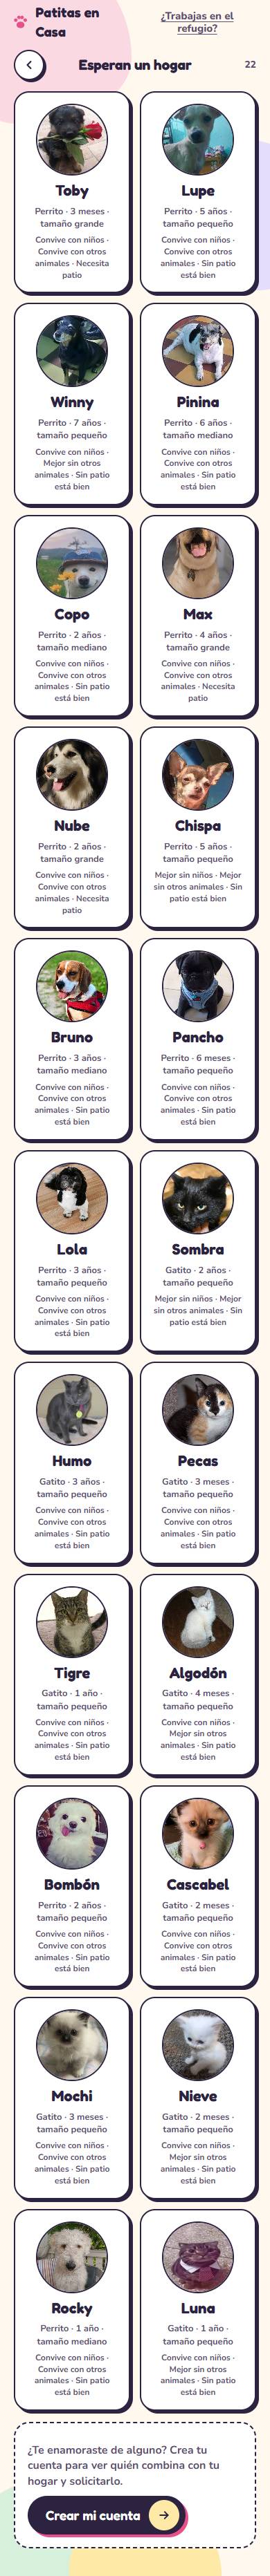 Patitas en
Casa
¿Trabajas en el
refugio?
Esperan un hogar
22
Toby
Perrito · 3 meses ·
tamaño grande
Convive con niños ·
Convive con otros
animales · Necesita
patio
Lupe
Perrito · 5 años ·
tamaño pequeño
Convive con niños ·
Convive con otros
animales · Sin patio
está bien
Winny
Perrito · 7 años ·
tamaño pequeño
Convive con niños ·
Mejor sin otros
animales · Sin patio
está bien
Pinina
Perrito · 6 años ·
tamaño mediano
Convive con niños ·
Convive con otros
animales · Sin patio
está bien
Copo
Perrito · 2 años ·
tamaño mediano
Convive con niños ·
Convive con otros
animales · Sin patio
está bien
Max
Perrito · 4 años ·
tamaño grande
Convive con niños ·
Convive con otros
animales · Necesita
patio
Nube
Perrito · 2 años ·
tamaño grande
Convive con niños ·
Convive con otros
animales · Necesita
patio
Chispa
Perrito · 5 años ·
tamaño pequeño
Mejor sin niños · Mejor
sin otros animales · Sin
patio está bien
Bruno
Perrito · 3 años ·
tamaño mediano
Convive con niños ·
Convive con otros
animales · Sin patio
está bien
Pancho
Perrito · 6 meses ·
tamaño pequeño
Convive con niños ·
Convive con otros
animales · Sin patio
está bien
Lola
Perrito · 3 años ·
tamaño pequeño
Convive con niños ·
Convive con otros
animales · Sin patio
está bien
Sombra
Gatito · 2 años ·
tamaño pequeño
Mejor sin niños · Mejor
sin otros animales · Sin
patio está bien
Humo
Gatito · 3 años ·
tamaño pequeño
Convive con niños ·
Convive con otros
animales · Sin patio
está bien
Pecas
Gatito · 3 meses ·
tamaño pequeño
Convive con niños ·
Convive con otros
animales · Sin patio
está bien
Tigre
Gatito · 1 año ·
tamaño pequeño
Convive con niños ·
Convive con otros
animales · Sin patio
está bien
Algodón
Gatito · 4 meses ·
tamaño pequeño
Convive con niños ·
Mejor sin otros
animales · Sin patio
está bien
Bombón
Perrito · 2 años ·
tamaño pequeño
Convive con niños ·
Convive con otros
animales · Sin patio
está bien
Cascabel
Gatito · 2 meses ·
tamaño pequeño
Convive con niños ·
Convive con otros
animales · Sin patio
está bien
Mochi
Gatito · 3 meses ·
tamaño pequeño
Convive con niños ·
Convive con otros
animales · Sin patio
está bien
Nieve
Gatito · 2 meses ·
tamaño pequeño
Convive con niños ·
Mejor sin otros
animales · Sin patio
está bien
Rocky
Perrito · 1 año ·
tamaño mediano
Convive con niños ·
Convive con otros
animales · Sin patio
está bien
Luna
Gatito · 1 año ·
tamaño pequeño
Convive con niños ·
Mejor sin otros
animales · Sin patio
está bien
¿Te enamoraste de alguno? Crea tu
cuenta para ver quién combina con tu
hogar y solicitarlo.
Crear mi cuenta